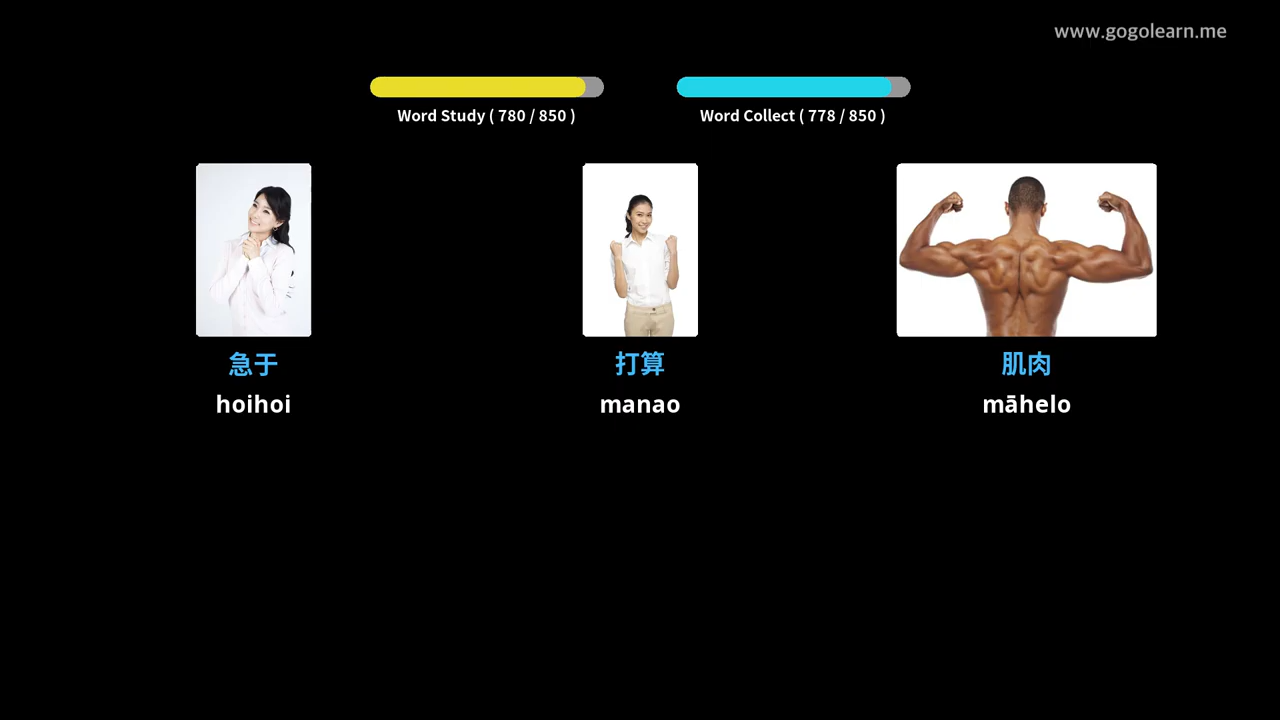 www.gogolearn.me
Word Study ( 780 / 850 )
Word Collect ( 778 / 850 )
急于
打算
肌肉
hoihoi
manao
māhelo